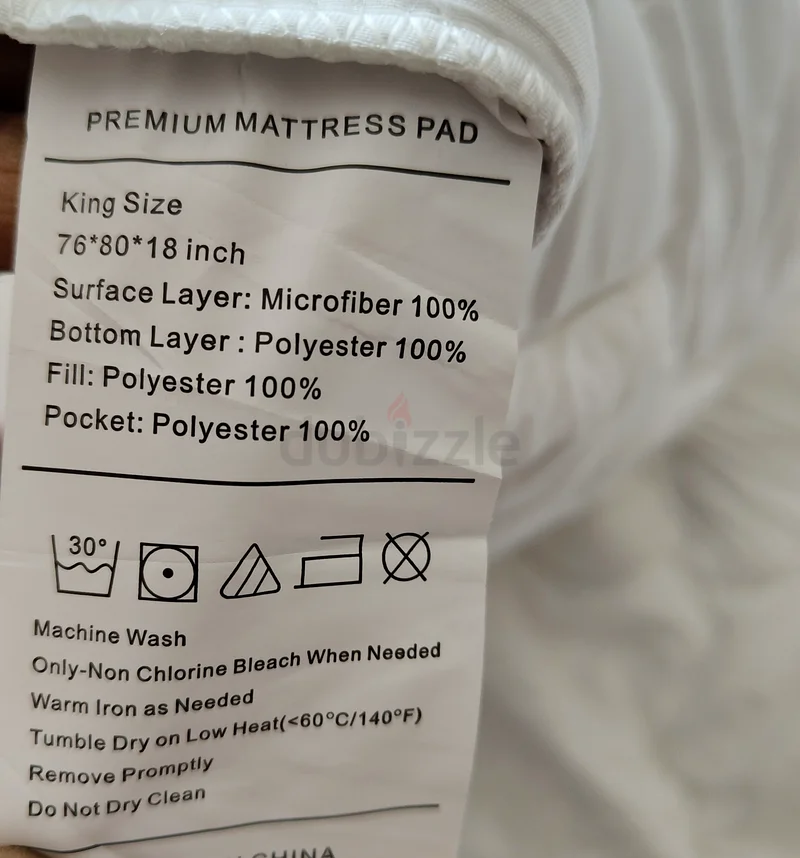 PREMIUM MATTRESS PAD
King Size
76*80*18 inch
Surface Layer: Microfiber 100%
Bottom Layer : Polyester 100%
Fill: Polyester 100%
Pocket: Polyester 100%
dobizzle
30°
Machine Wash
Only-Non Chlorine Bleach When Needed
Warm Iron as Needed
Tumble Dry on Low Heat(<60°C/140°F)
Remove Promptly
Do Not Dry Clean
CHINA